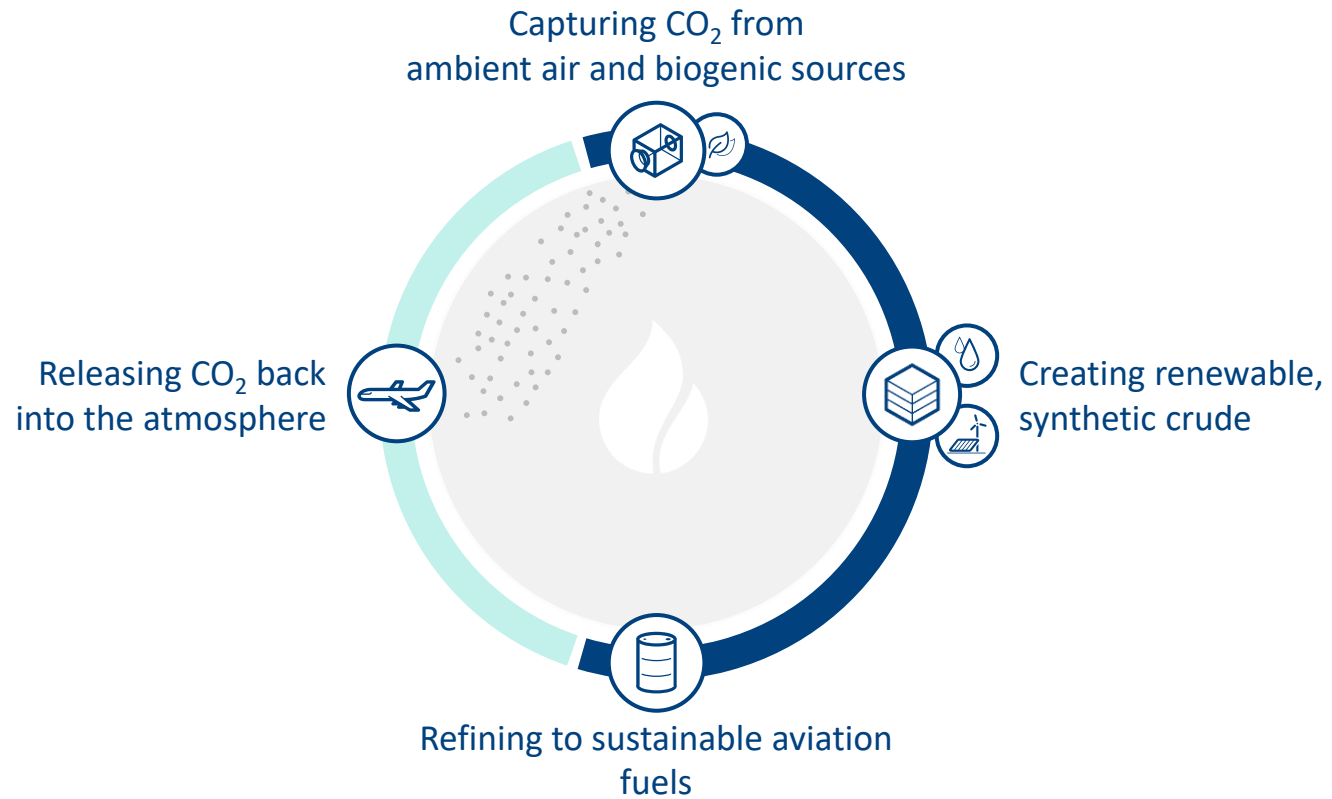 Capturing CO₂ from
ambient air and biogenic sources
Releasing CO₂ back
into the atmosphere
Creating renewable,
synthetic crude
Refining to sustainable aviation
fuels